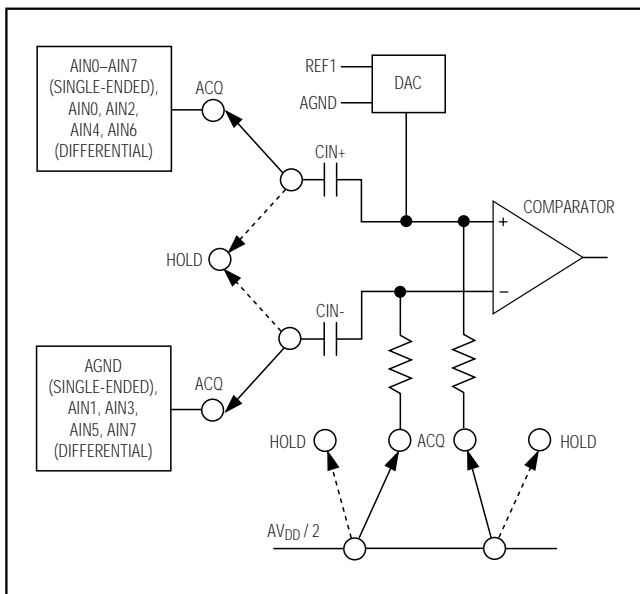 AIN0–AIN7
(SINGLE-ENDED),
AIN0, AIN2,
AIN4, AIN6
(DIFFERENTIAL)
ACQ
REF1
AGND
DAC
CIN+
COMPARATOR
+
HOLD
−
CIN-
AGND
(SINGLE-ENDED),
AIN1, AIN3,
AIN5, AIN7
(DIFFERENTIAL)
ACQ
HOLD
ACQ
HOLD
AVDD / 2